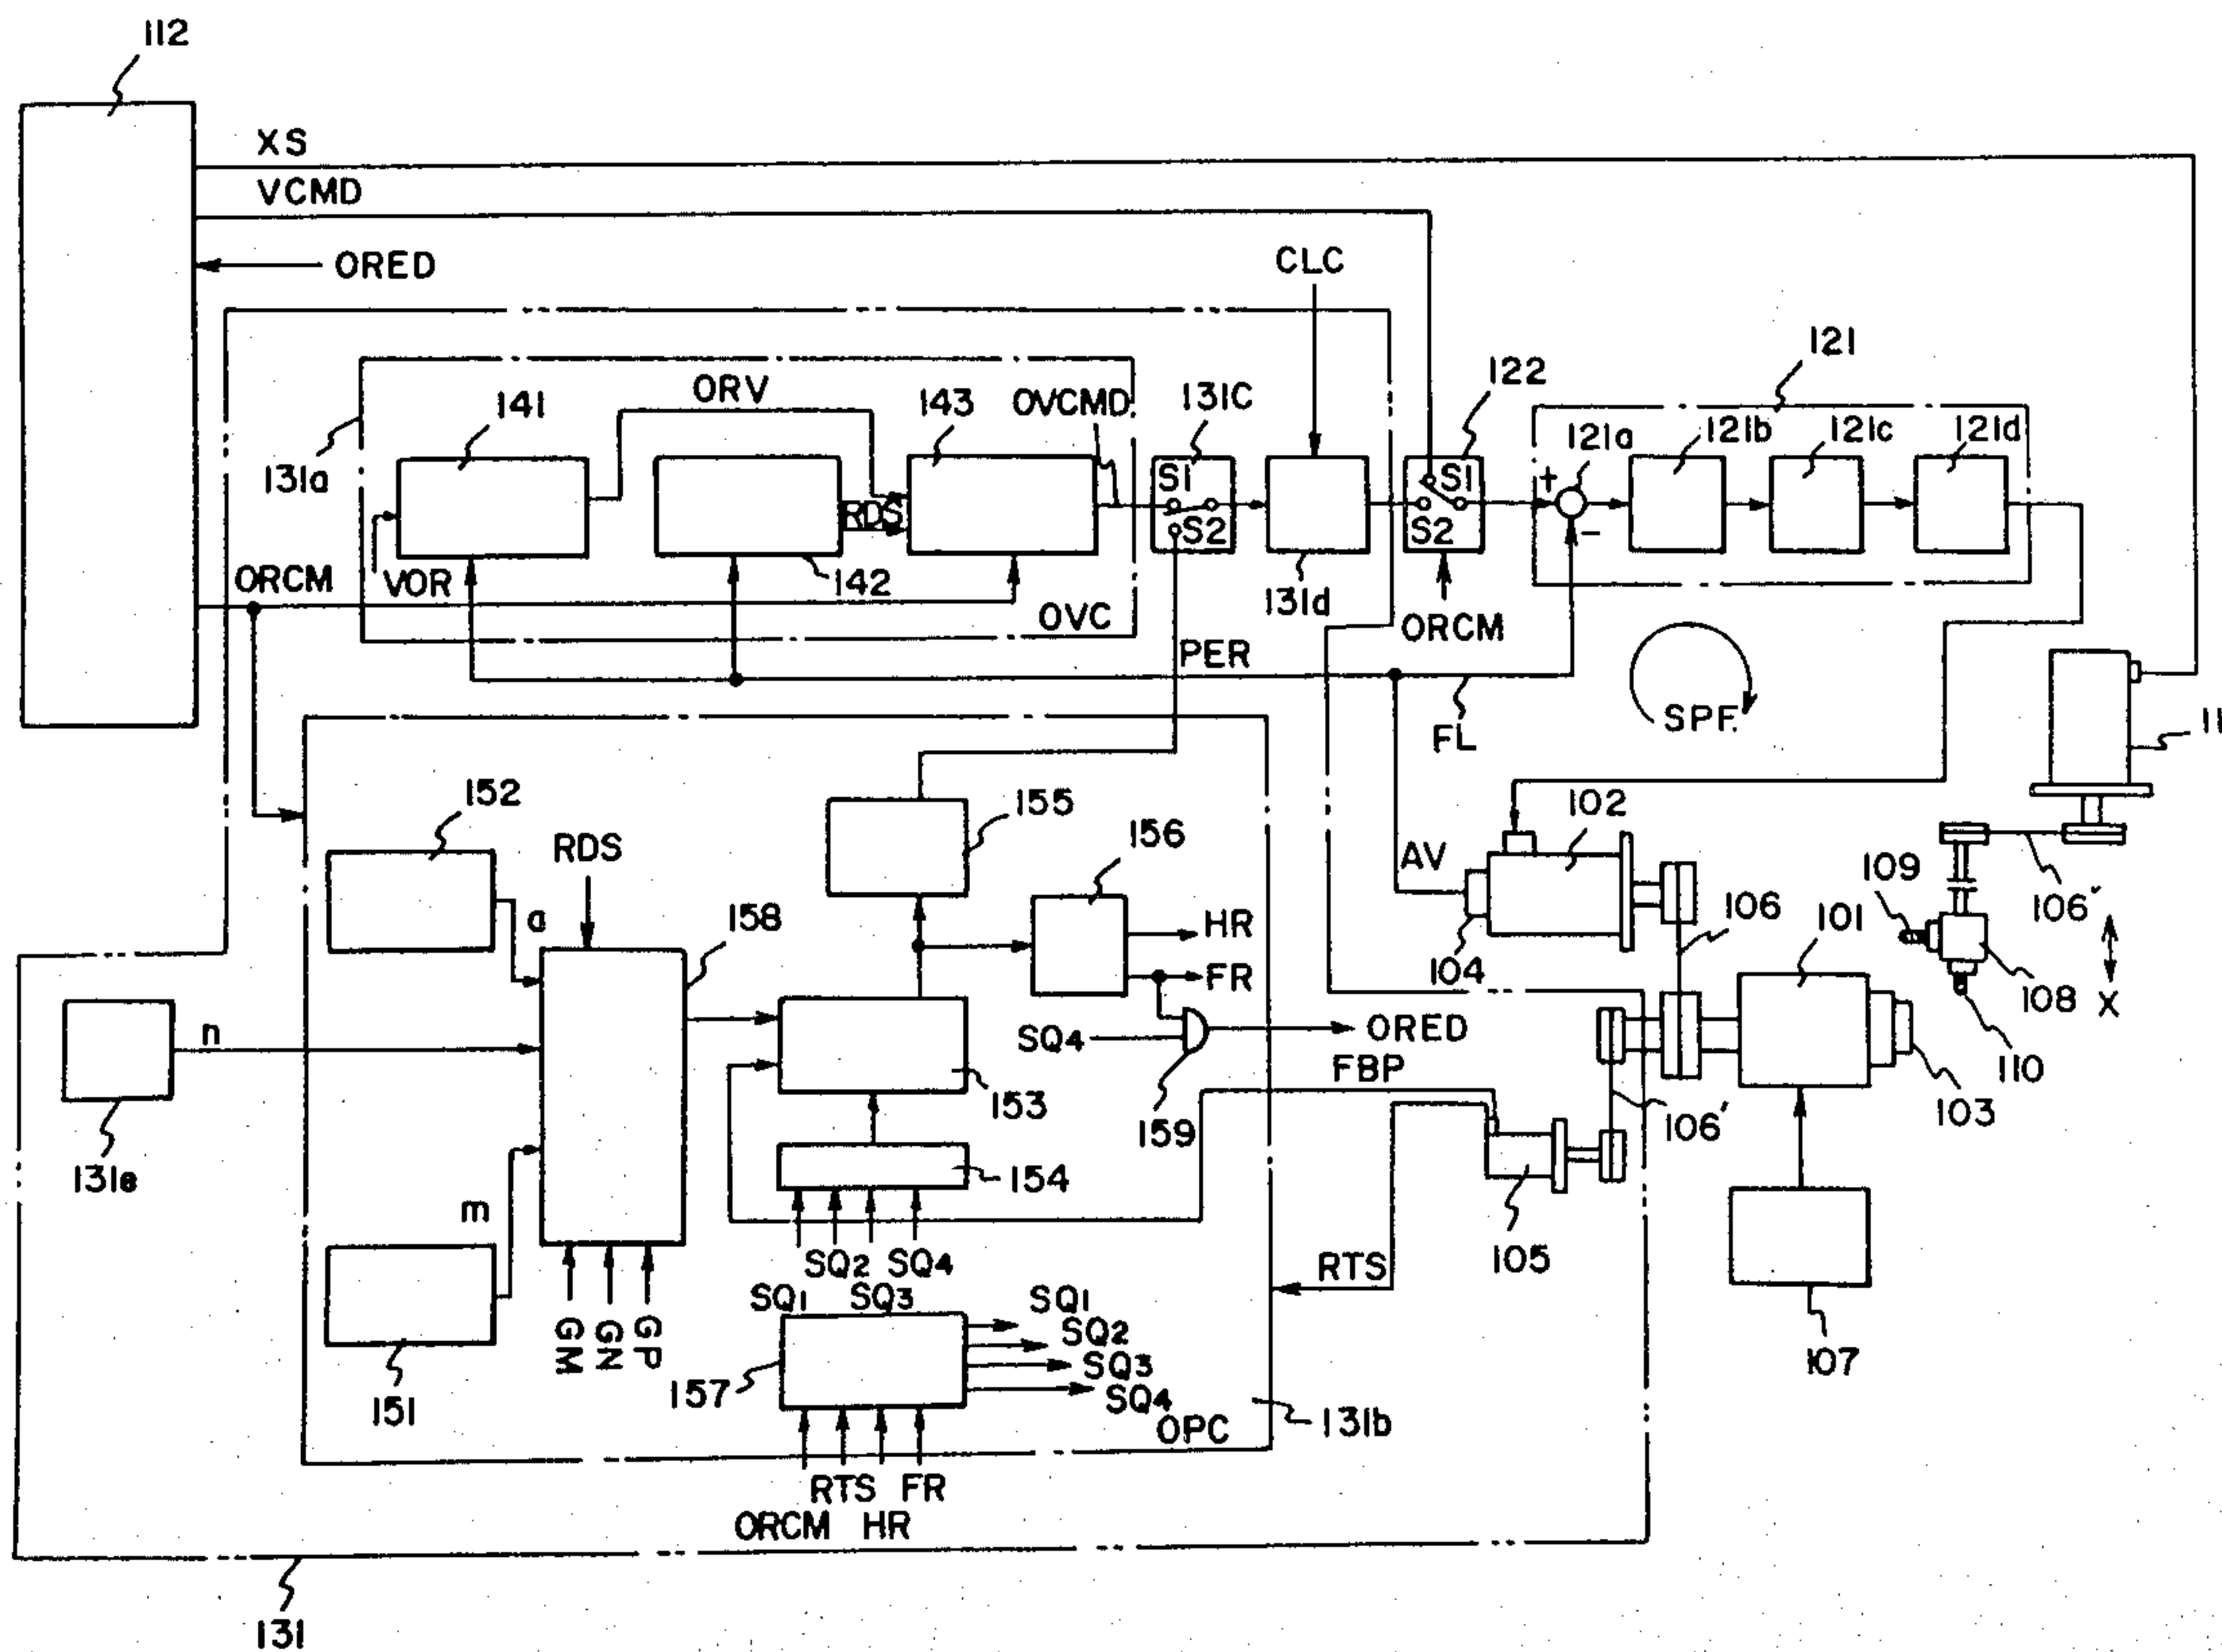 112
XS
VCMD
ORED
CLC
121
ORV
143
OVCMD
131C
122
141
131a
121a
121b
121c
121d
S1
S2
S1
S2
+
-
RDS
VOR
142
131d
ORCM
ORCM
OVC
PER
FL
SPF.
11
152
RDS
155
156
102
AV
a
158
HR
FR
104
106
101
109
106'
108
X
n
SQ4
ORED
110
153
FBP
159
106'
103
131e
154
m
105
SQ2
SQ4
RTS
SQ1
SQ3
SQ1
SQ2
SQ3
SQ4
GM
GN
GP
157
107
151
OPC
131b
RTS
FR
ORCM
HR
131